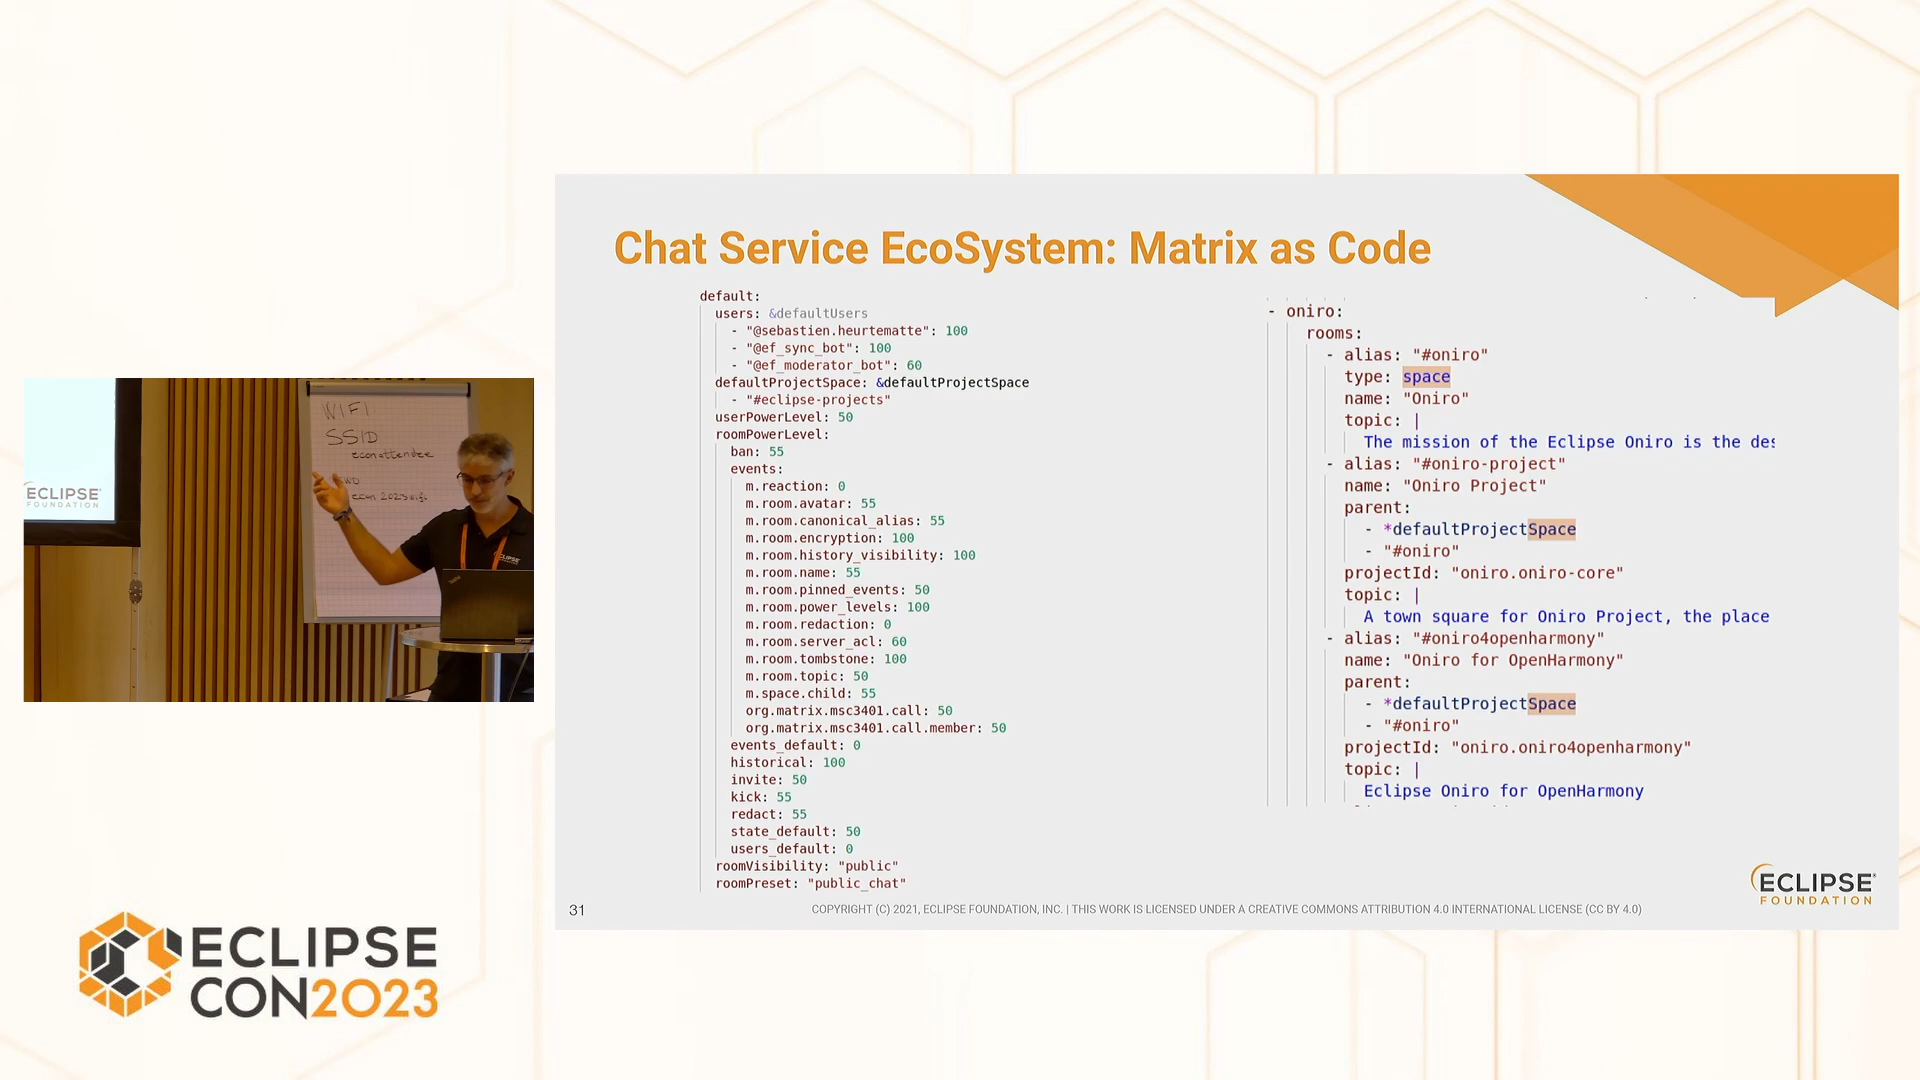 Chat Service EcoSystem: Matrix as Code
default:
users: &defaultUsers
- "@sebastien.heurtematte": 100
- "@ef_sync_bot": 100
- "@ef_moderator_bot": 60
defaultProjectSpace: &defaultProjectSpace
- "#eclipse-projects"
userPowerLevel: 50
roomPowerLevel:
ban: 55
events:
m.reaction: 0
m.room.avatar: 55
m.room.canonical_alias: 55
m.room.encryption: 100
m.room.history_visibility: 100
m.room.name: 55
m.room.pinned_events: 50
m.room.power_levels: 100
m.room.redaction: 0
m.room.server_acl: 60
m.room.tombstone: 100
m.room.topic: 50
m.space.child: 55
org.matrix.msc3401.call: 50
org.matrix.msc3401.call.member: 50
events_default: 0
historical: 100
invite: 50
kick: 55
redact: 55
state_default: 50
users_default: 0
roomVisibility: "public"
roomPreset: "public_chat"
- oniro:
rooms:
- alias: "#oniro"
type: space
name: "Oniro"
topic: |
The mission of the Eclipse Oniro is the des
- alias: "#oniro-project"
name: "Oniro Project"
parent:
- *defaultProjectSpace
- "#oniro"
projectId: "oniro.oniro-core"
topic: |
A town square for Oniro Project, the place
- alias: "#oniro4openharmony"
name: "Oniro for OpenHarmony"
parent:
- *defaultProjectSpace
- "#oniro"
projectId: "oniro.oniro4openharmony"
topic: |
Eclipse Oniro for OpenHarmony
ECLIPSE
FOUNDATION
31
COPYRIGHT (C) 2021, ECLIPSE FOUNDATION, INC. | THIS WORK IS LICENSED UNDER A CREATIVE COMMONS ATTRIBUTION 4.0 INTERNATIONAL LICENSE (CC BY 4.0)
WIFI
SSID
econattendee
ECLIPSE
FOUNDATION
ECLIPSE
CON2023